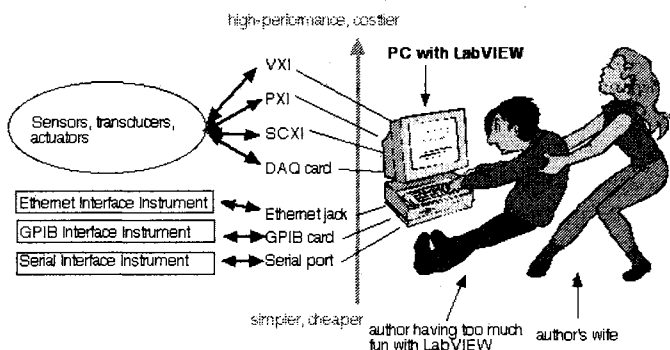 high-performance, costlier
VXI
PXI
SCXI
DAQ card
Sensors, transducers,
actuators
PC with LabVIEW
Ethernet Interface Instrument
Ethernet jack
GPIB Interface Instrument
GPIB card
Serial Interface Instrument
Serial port
simpler, cheaper
author having too much
fun with LabVIEW
author's wife